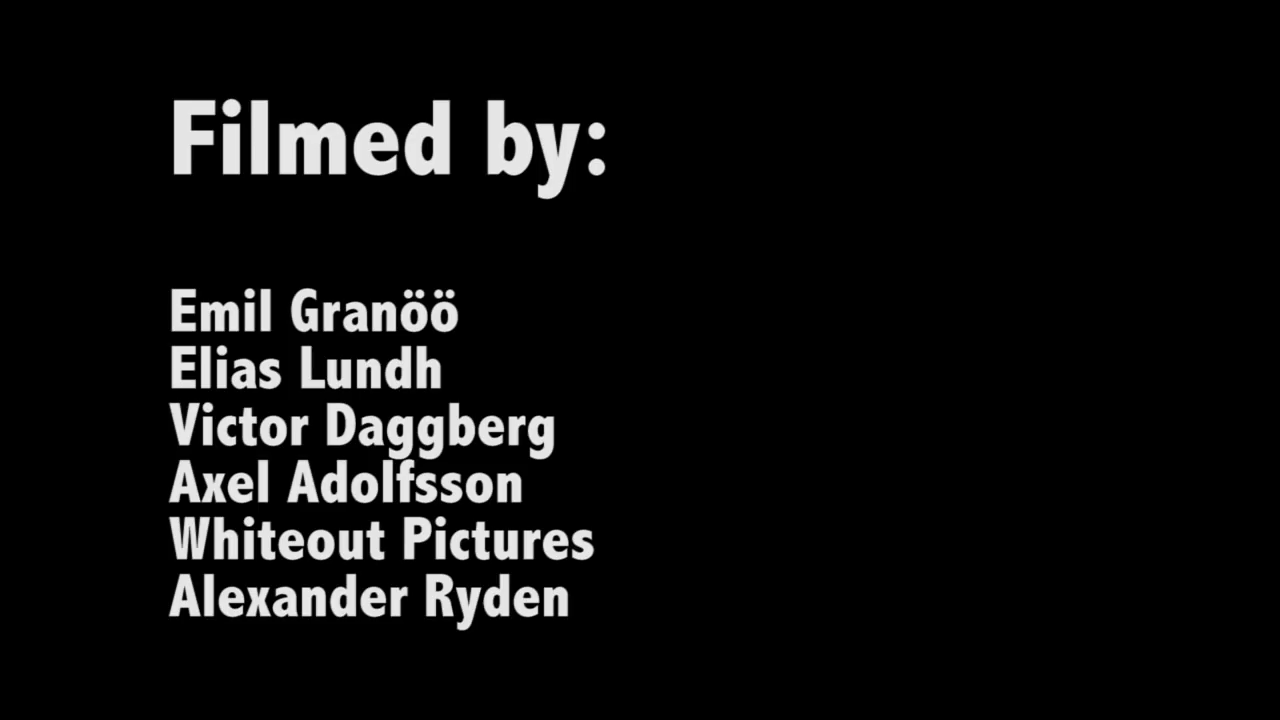 Filmed by:
Emil Granöö
Elias Lundh
Victor Daggberg
Axel Adolfsson
Whiteout Pictures
Alexander Ryden